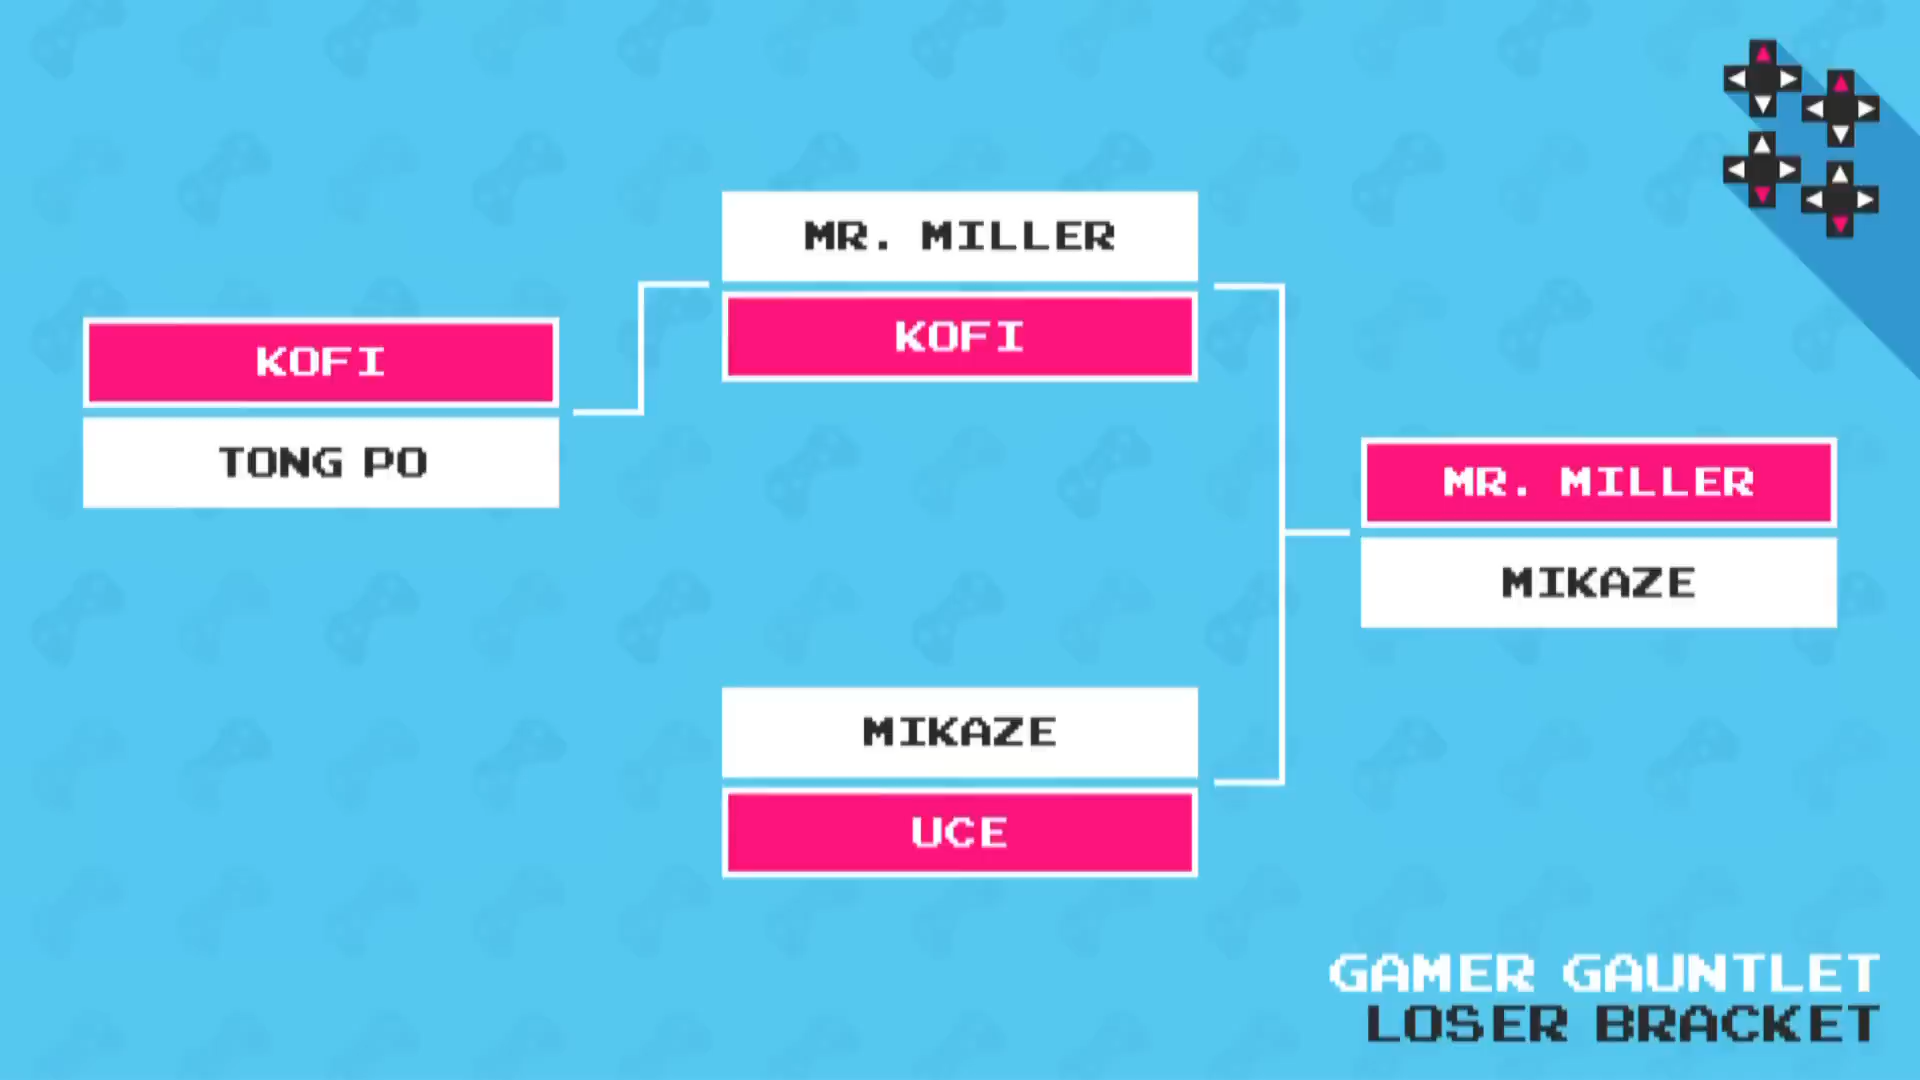 KOFI
TONG PO
MR. MILLER
KOFI
MIKAZE
UCE
MR. MILLER
MIKAZE
GAMER GAUNTLET
LOSER BRACKET